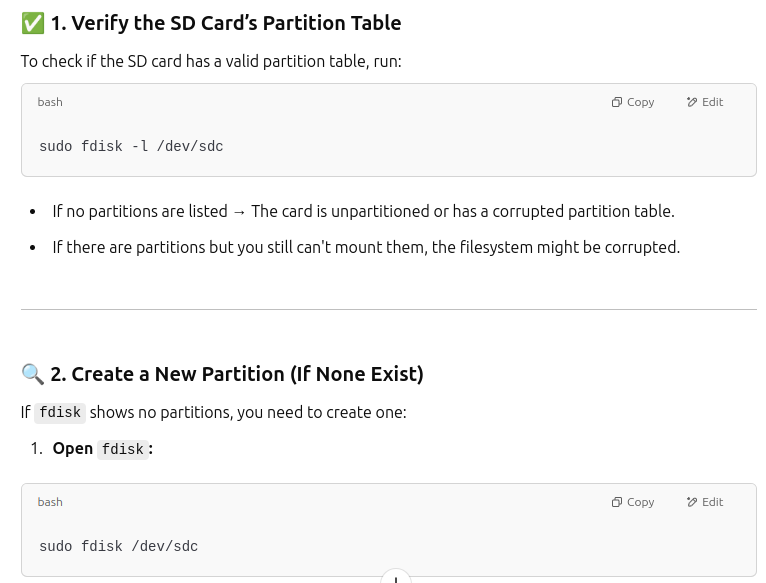 ✅ 1. Verify the SD Card’s Partition Table
To check if the SD card has a valid partition table, run:
bash Copy Edit
sudo fdisk -l /dev/sdc
• If no partitions are listed → The card is unpartitioned or has a corrupted partition table.
• If there are partitions but you still can't mount them, the filesystem might be corrupted.
🔍 2. Create a New Partition (If None Exist)
If fdisk shows no partitions, you need to create one:
1. Open fdisk:
bash Copy Edit
sudo fdisk /dev/sdc